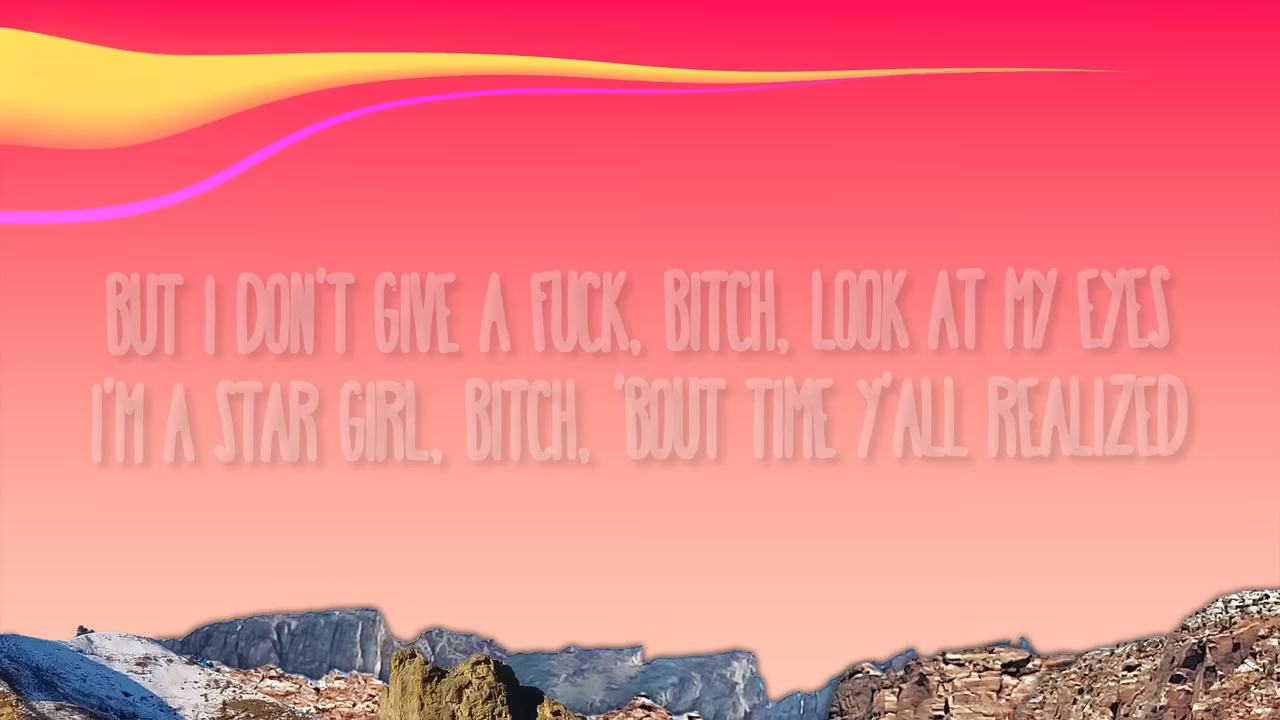 BUT I DON'T GIVE A FUCK, BITCH, LOOK AT MY EYES
I'M A STAR GIRL, BITCH, 'BOUT TIME Y'ALL REALIZED